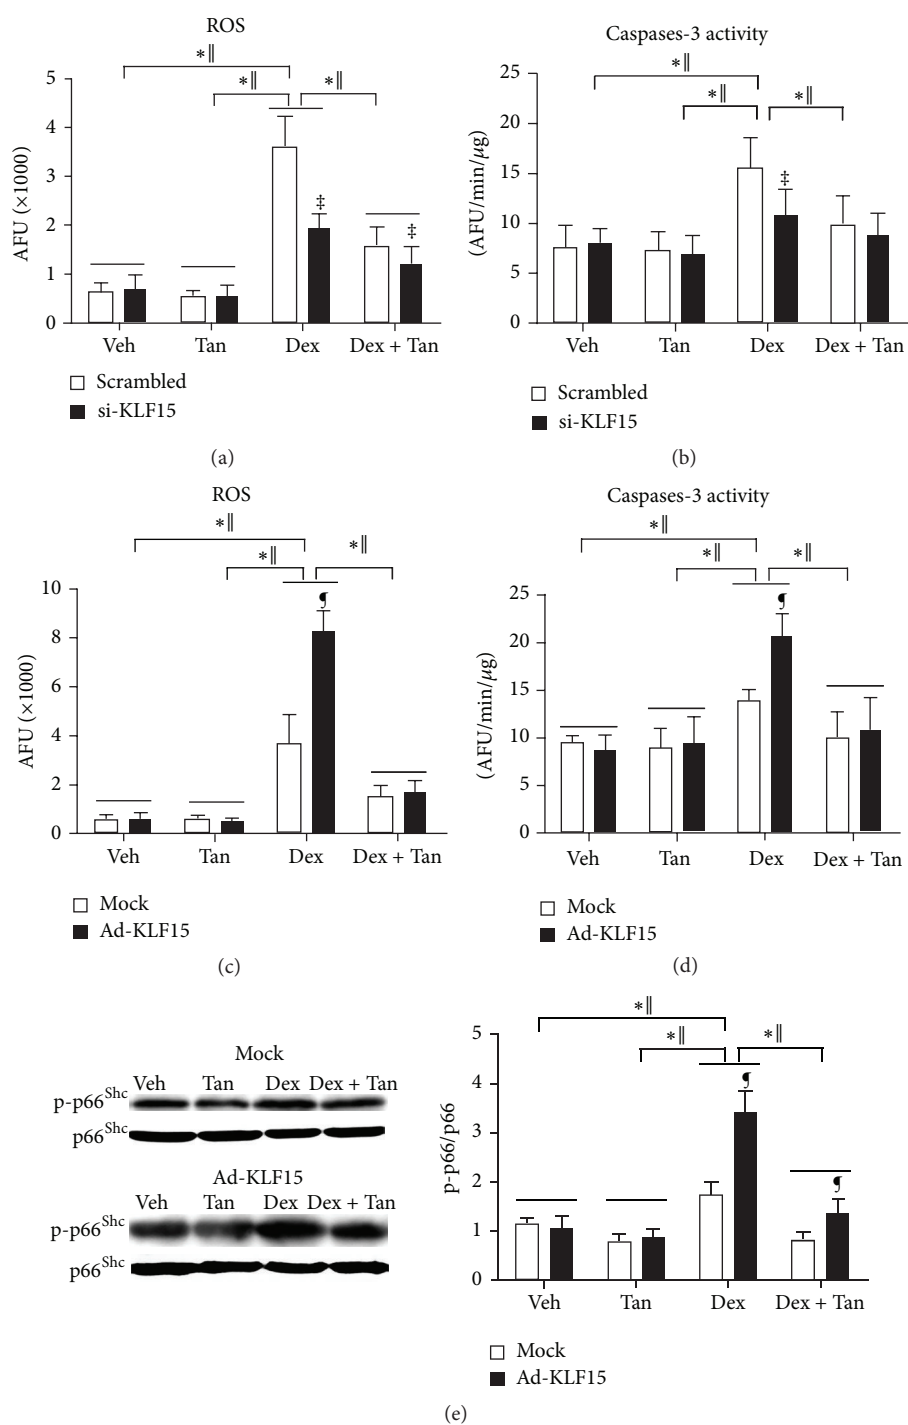 ROS
*‖
*‖ *‖
5
4
3
2
1
0
AFU (×1000)
‡
‡
Veh Tan Dex Dex + Tan
Scrambled
si-KLF15
(a)
Caspases-3 activity
*‖
*‖ *‖
25
20
15
10
5
0
(AFU/min/µg)
‡
Veh Tan Dex Dex + Tan
Scrambled
si-KLF15
(b)
ROS
*‖
*‖ *‖
10
8
6
4
2
0
AFU (×1000)
¶
Veh Tan Dex Dex + Tan
Mock
Ad-KLF15
(c)
Caspases-3 activity
*‖
*‖ *‖
25
20
15
10
5
0
(AFU/min/µg)
¶
Veh Tan Dex Dex + Tan
Mock
Ad-KLF15
(d)
Mock
Veh Tan Dex Dex + Tan
p-p66Shc
p66Shc
Ad-KLF15
Veh Tan Dex Dex + Tan
p-p66Shc
p66Shc
*‖
*‖ *‖
5
4
3
2
1
0
p-p66/p66
¶
¶
Veh Tan Dex Dex + Tan
Mock
Ad-KLF15
(e)